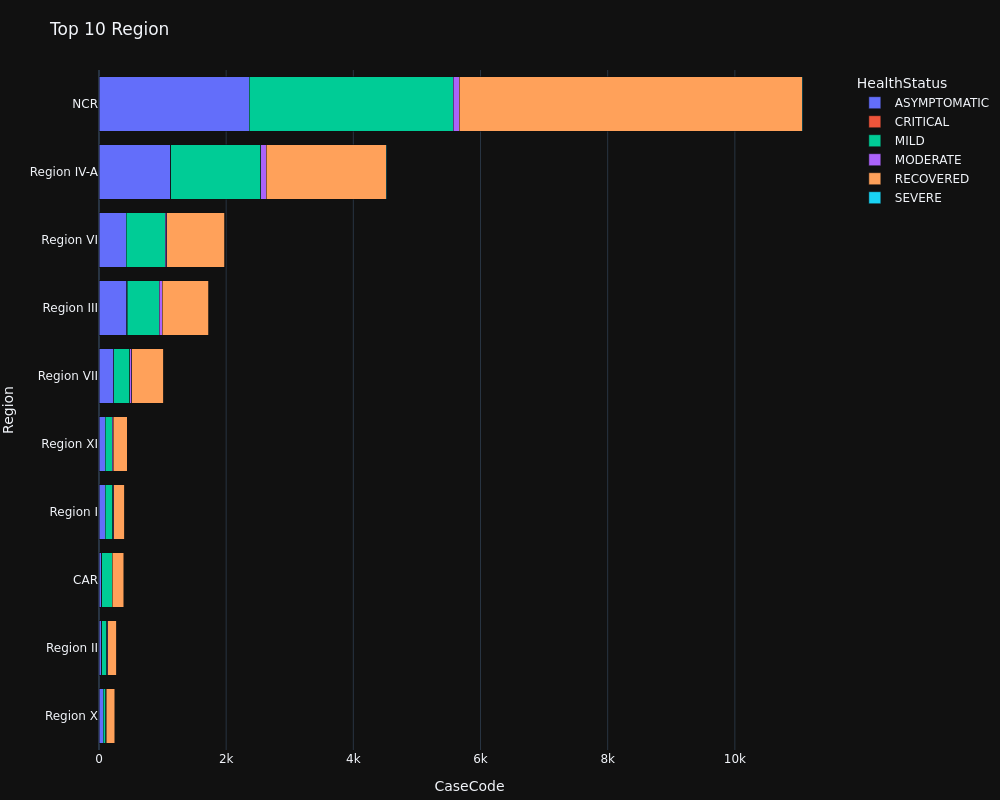 Top 10 Region
HealthStatus
ASYMPTOMATIC
CRITICAL
MILD
MODERATE
RECOVERED
SEVERE
NCR
Region IV-A
Region VI
Region III
Region VII
Region XI
Region I
CAR
Region II
Region X
Region
0 2k 4k 6k 8k 10k
CaseCode